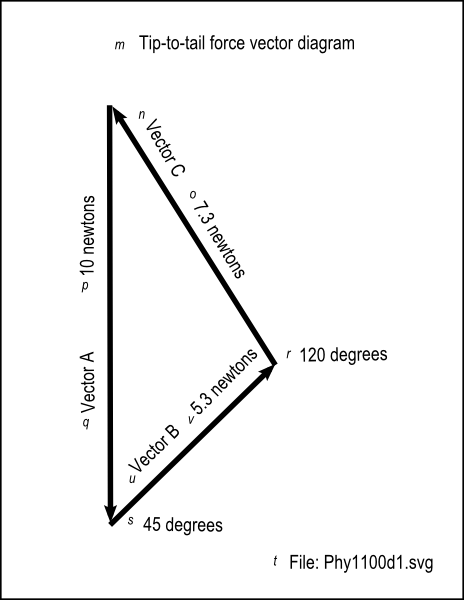 m Tip-to-tail force vector diagram
n Vector C
o 7.3 newtons
p 10 newtons
q Vector A
r 120 degrees
v 5.3 newtons
u Vector B
s 45 degrees
t File: Phy1100d1.svg